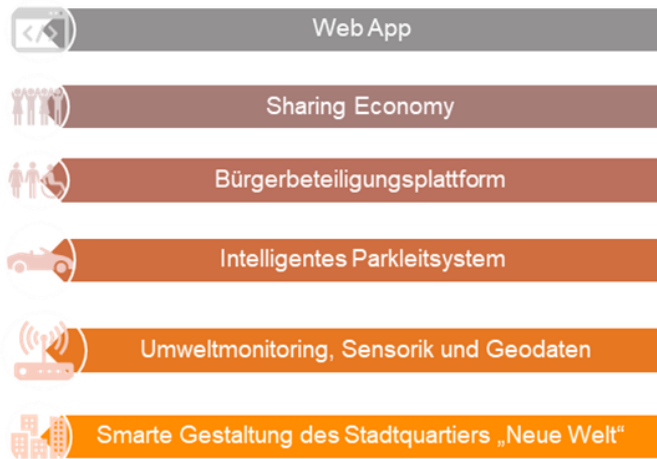 Web App
Sharing Economy
Bürgerbeteiligungsplattform
Intelligentes Parkleitsystem
Umweltmonitoring, Sensorik und Geodaten
Smarte Gestaltung des Stadtquartiers „Neue Welt“